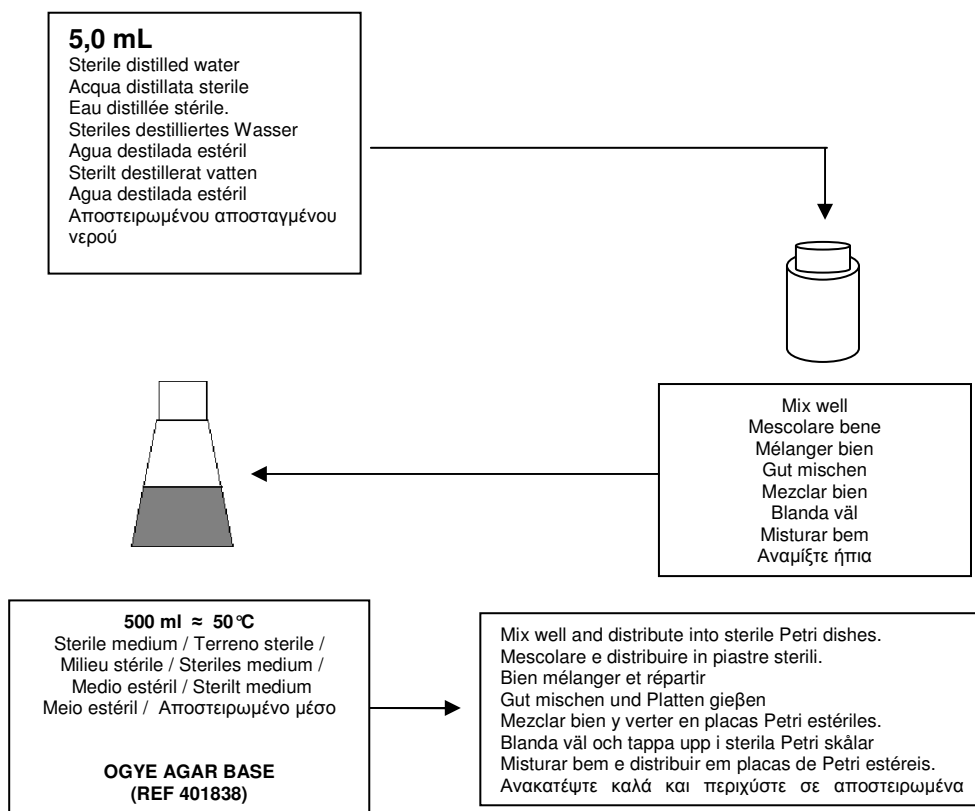 5,0 mL
Sterile distilled water
Acqua distillata sterile
Eau distillée stérile.
Steriles destilliertes Wasser
Agua destilada estéril
Sterilt destillerat vatten
Agua destilada estéril
Αποστειρωμένου αποσταγμένου
νερού
Mix well
Mescolare bene
Mélanger bien
Gut mischen
Mezclar bien
Blanda väl
Misturar bem
Αναμίξτε ήπια
500 ml ≈ 50°C
Sterile medium / Terreno sterile /
Milieu stérile / Steriles medium /
Medio estéril / Sterilt medium
Meio estéril / Αποστειρωμένο μέσο
OGYE AGAR BASE
(REF 401838)
Mix well and distribute into sterile Petri dishes.
Mescolare e distribuire in piastre sterili.
Bien mélanger et répartir
Gut mischen und Platten gieβen
Mezclar bien y verter en placas Petri estériles.
Blanda väl och tappa upp i sterila Petri skålar
Misturar bem e distribuir em placas de Petri estéreis.
Ανακατέψτε καλά και περιχύστε σε αποστειρωμένα